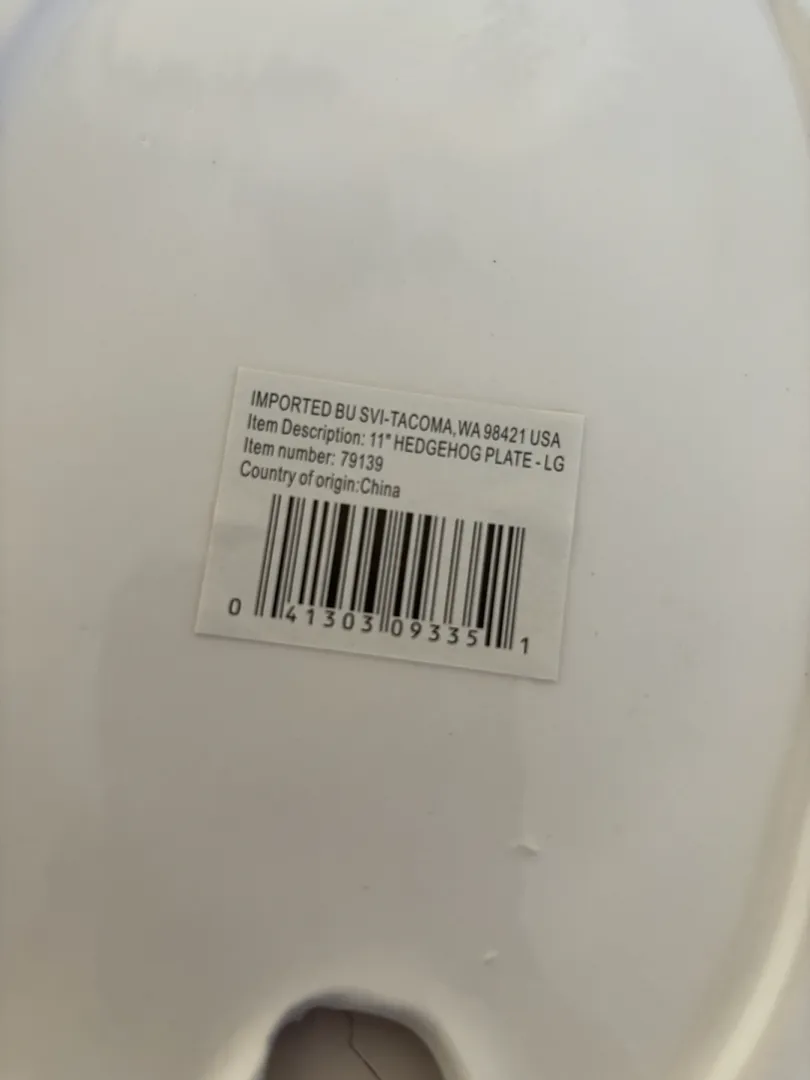 IMPORTED BU SVI-TACOMA, WA 98421 USA
Item Description: 11" HEDGEHOG PLATE - LG
Item number: 79139
Country of origin:China
0 41303 09335 1